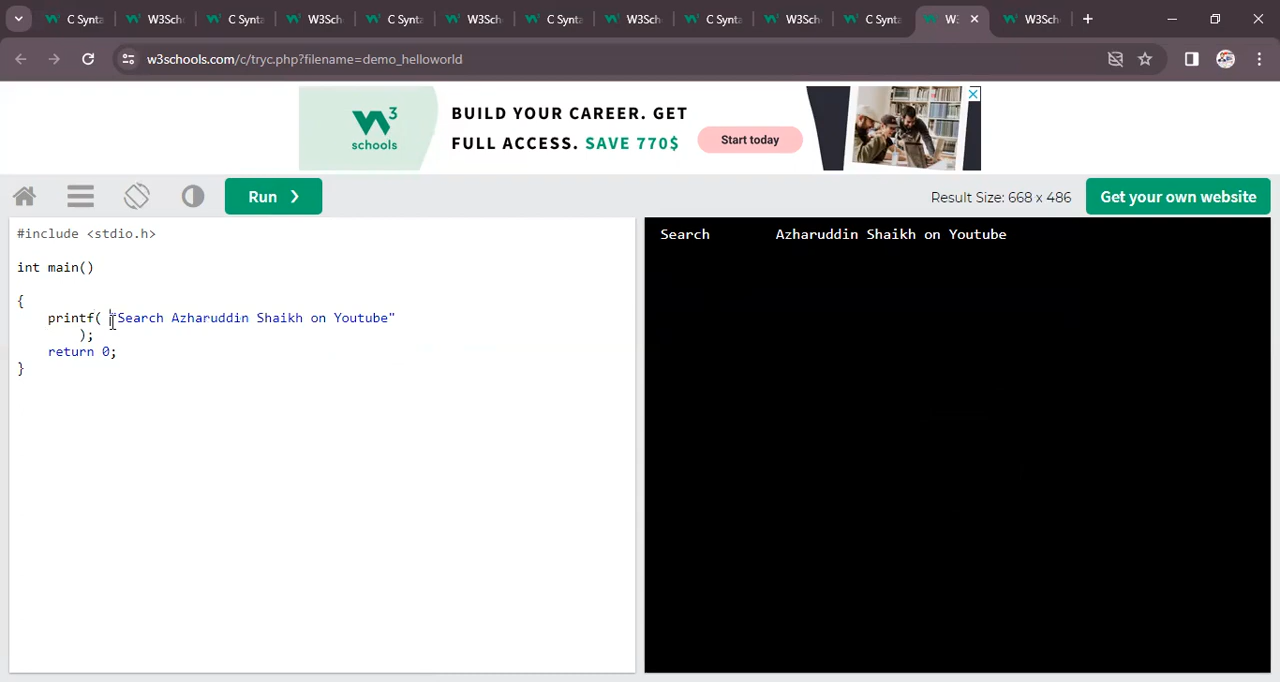 C Synta
W3Scho
C Synta
W3Sch
C Synta
W3Sch
C Synta
W3Sch
C Synta
W3Sch
C Synta
W3
W3Sch
w3schools.com/c/tryc.php?filename=demo_helloworld
W3
schools
BUILD YOUR CAREER. GET
FULL ACCESS. SAVE 770$
Start today
Run ❯
Result Size: 668 x 486
Get your own website
#include <stdio.h>
int main()
{
printf( "Search Azharuddin Shaikh on Youtube"
);
return 0;
}
Search Azharuddin Shaikh on Youtube